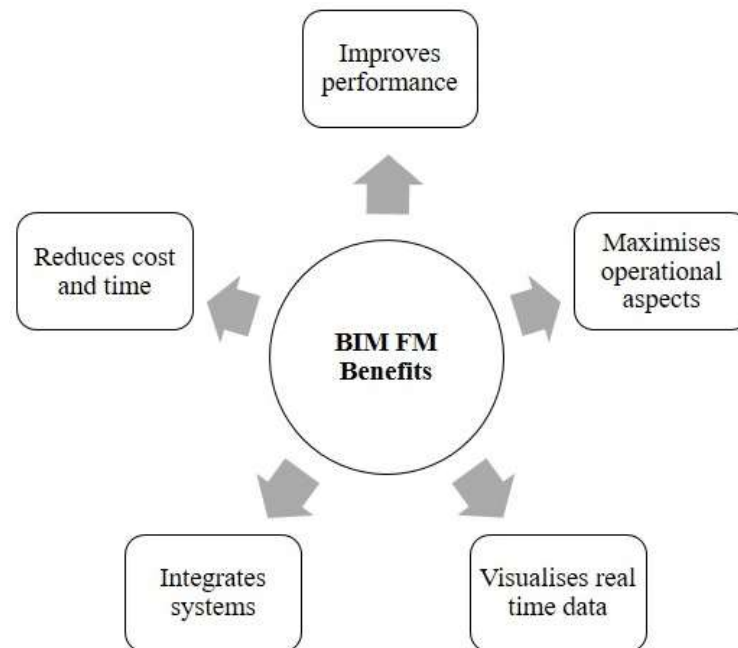 Improves
performance
Reduces cost
and time
Maximises
operational
aspects
BIM FM
Benefits
Integrates
systems
Visualises real
time data